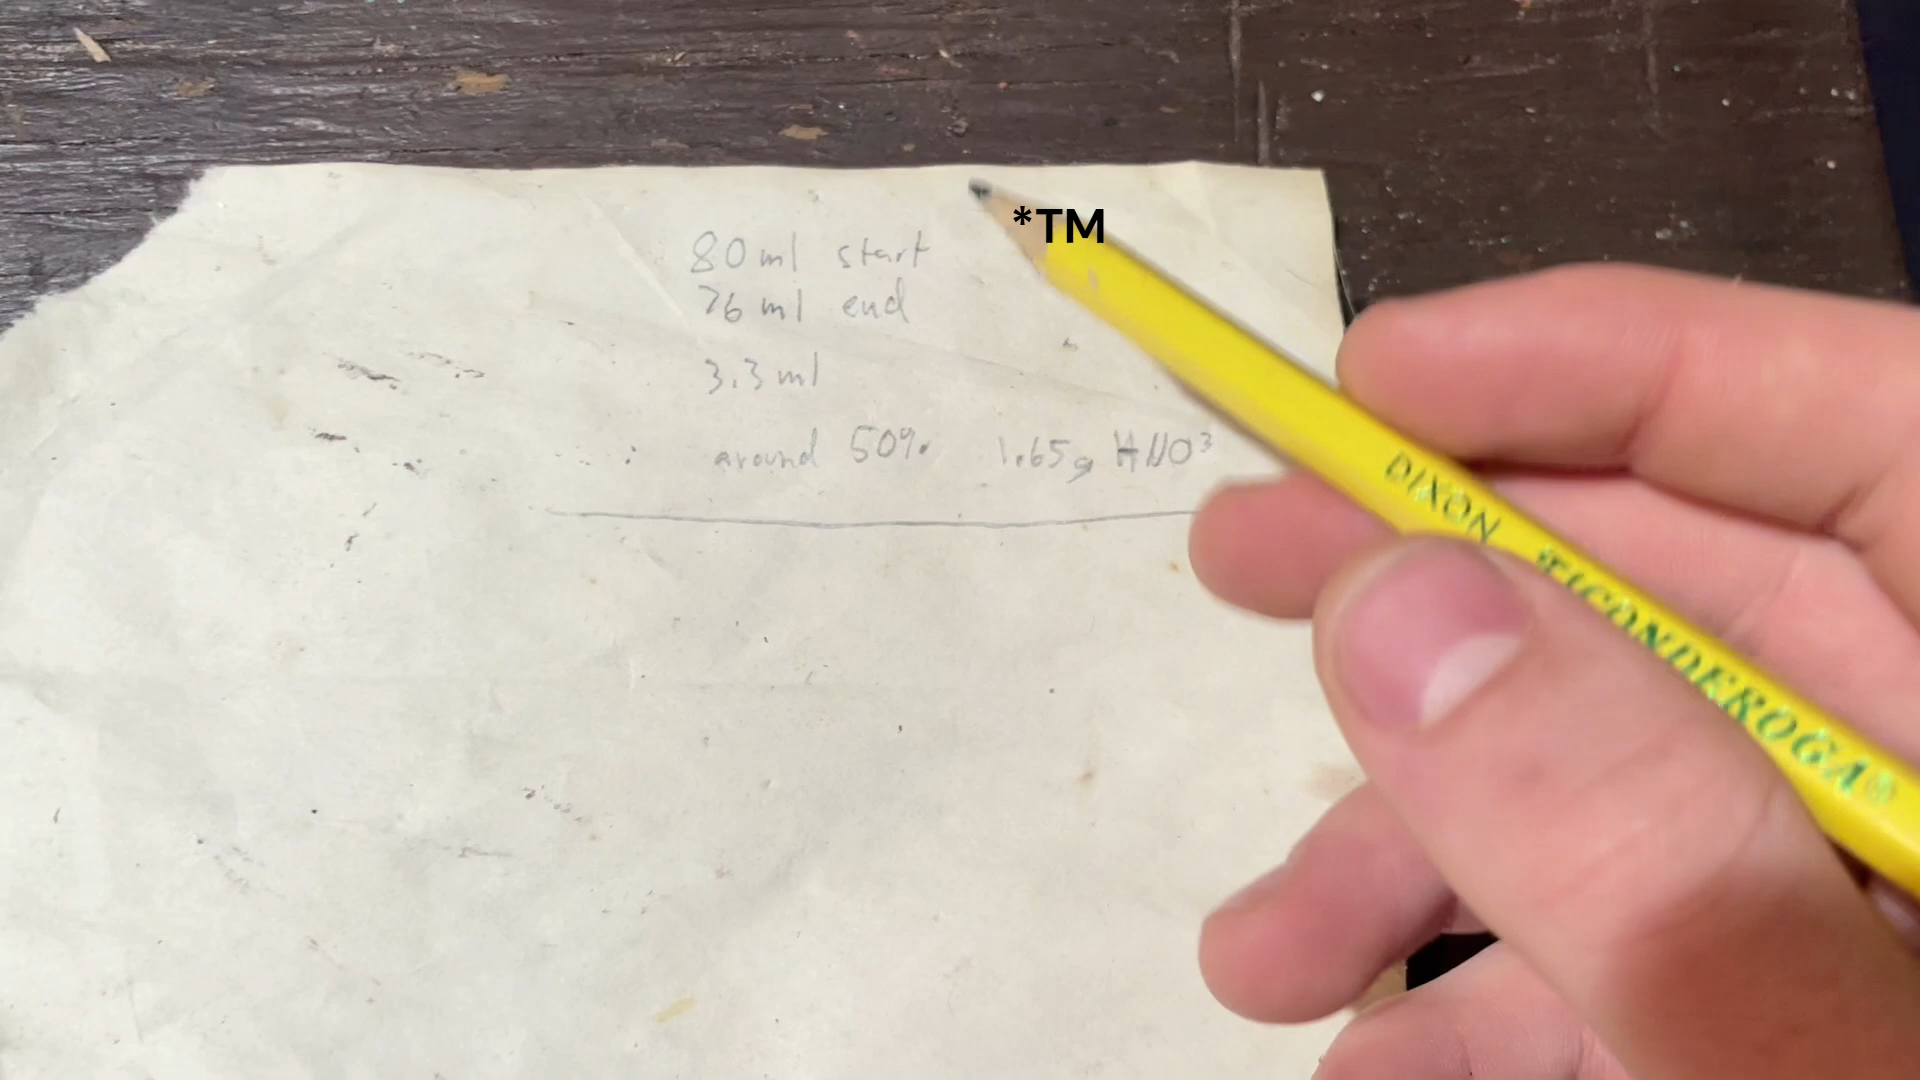 *TM
80 ml start
76 ml end
3.3 ml
around 50% 1.65g HNO³
DIXON TICONDEROGA®